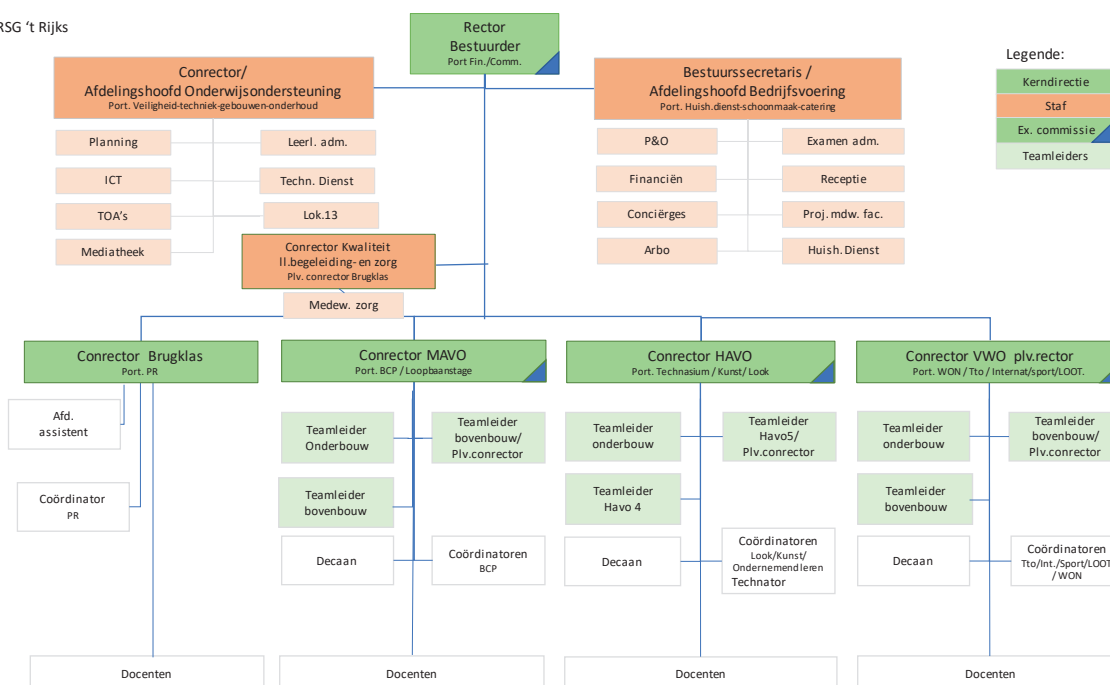 RSG ‘t Rijks
Rector
Bestuurder
Port Fin./Comm.
Conrector/
Afdelingshoofd Onderwijsondersteuning
Port. Veiligheid-techniek-gebouwen-onderhoud
Bestuurssecretaris /
Afdelingshoofd Bedrijfsvoering
Port. Huish.dienst-schoonmaak-catering
Legende:
Kerndirectie
Staf
Ex. commissie
Teamleiders
Planning
Leerl. adm.
ICT
Techn. Dienst
TOA's
Lok.13
Mediatheek
P&O
Examen adm.
Financiën
Receptie
Conciërges
Proj. mdw. fac.
Arbo
Huish. Dienst
Conrector Kwaliteit
ll.begeleiding- en zorg
Plv. conrector Brugklas
Medew. zorg
Conrector Brugklas
Port. PR
Conrector MAVO
Port. BCP / Loopbaanstage
Conrector HAVO
Port. Technasium / Kunst/ Look
Conrector VWO plv.rector
Port. WON / Tto / Internat/sport/LOOT.
Afd.
assistent
Coördinator
PR
Teamleider
Onderbouw
Teamleider
bovenbouw/
Plv.conrector
Teamleider
bovenbouw
Decaan
Coördinatoren
BCP
Teamleider
onderbouw
Teamleider
Havo5/
Plv.conrector
Teamleider
Havo 4
Decaan
Coördinatoren
Look/Kunst/
Ondernemend leren
Technator
Teamleider
onderbouw
Teamleider
bovenbouw/
Plv.conrector
Teamleider
bovenbouw
Decaan
Coördinatoren
Tto/Int./Sport/LOOT
/ WON
Docenten
Docenten
Docenten
Docenten